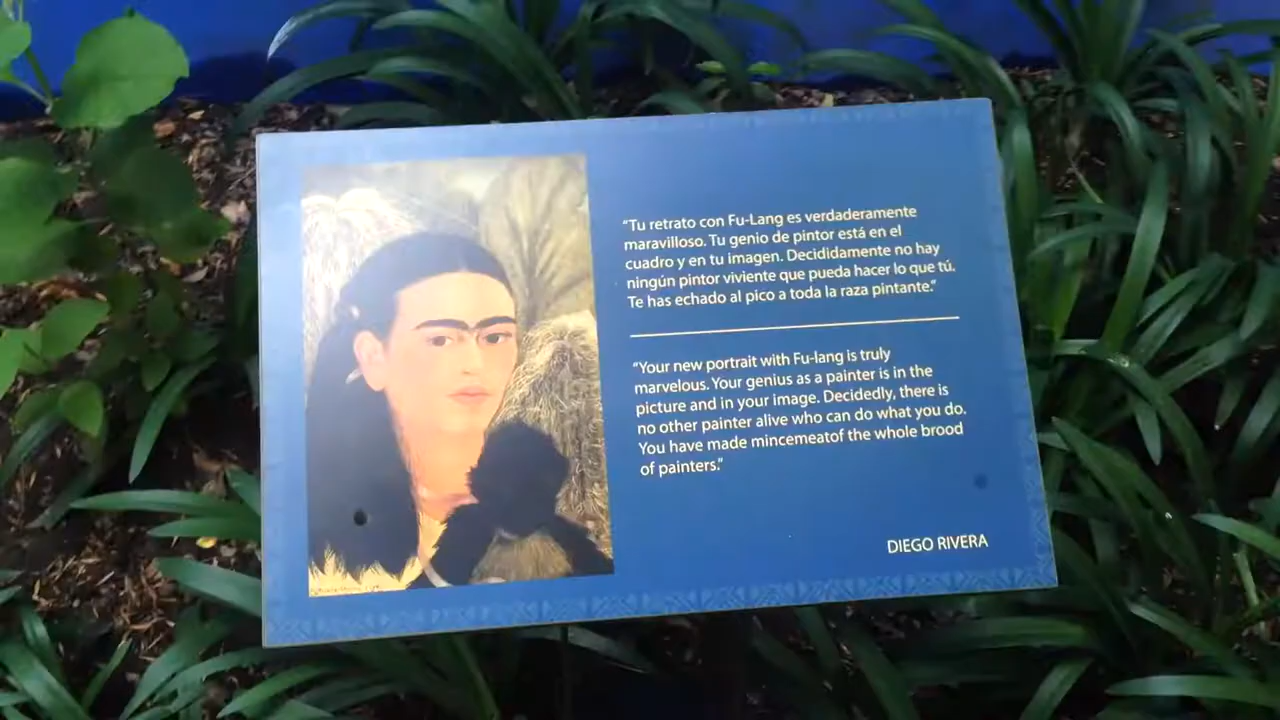 “Tu retrato con Fu-Lang es verdaderamente
maravilloso. Tu genio de pintor está en el
cuadro y en tu imagen. Decididamente no hay
ningún pintor viviente que pueda hacer lo que tú.
Te has echado al pico a toda la raza pintante.”
“Your new portrait with Fu-lang is truly
marvelous. Your genius as a painter is in the
picture and in your image. Decidedly, there is
no other painter alive who can do what you do.
You have made mincemeatof the whole brood
of painters.”
DIEGO RIVERA